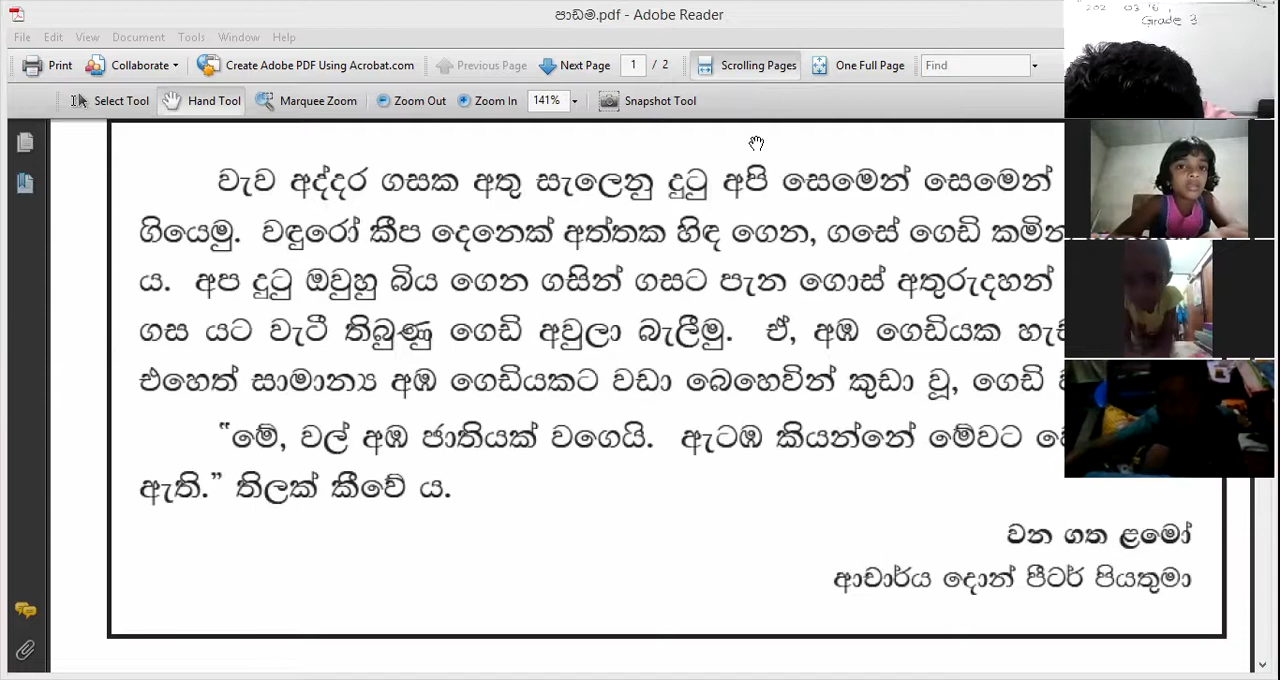 පාඩම.pdf - Adobe Reader
File Edit View Document Tools Window Help
Print Collaborate Create Adobe PDF Using Acrobat.com Previous Page Next Page 1 / 2 Scrolling Pages One Full Page Find
Select Tool Hand Tool Marquee Zoom Zoom Out Zoom In 141% Snapshot Tool
Grade 3
වැව අද්දර ගසක අතු සැලෙනු දුටු අපි සෙමෙන් සෙමෙන්
ගියෙමු. වඳුරෝ කීප දෙනෙක් අත්තක හිඳ ගෙන, ගසේ ගෙඩි කමින්
ය. අප දුටු ඔවුහු බිය ගෙන ගසින් ගසට පැන ගොස් අතුරුදහන්
ගස යට වැටී තිබුණු ගෙඩි අවුලා බැලීමු. ඒ, අඹ ගෙඩියක
එහෙත් සාමාන්‍ය අඹ ගෙඩියකට වඩා බෙහෙවින් කුඩා වූ, ගෙඩි
“මේ, වල් අඹ ජාතියක් වගෙයි. ඇටඹ කියන්නේ මේවට
ඇති.” තිලක් කීවේ ය.
වන ගත ළමෝ
ආචාර්ය දොන් පීටර් පියතුමා